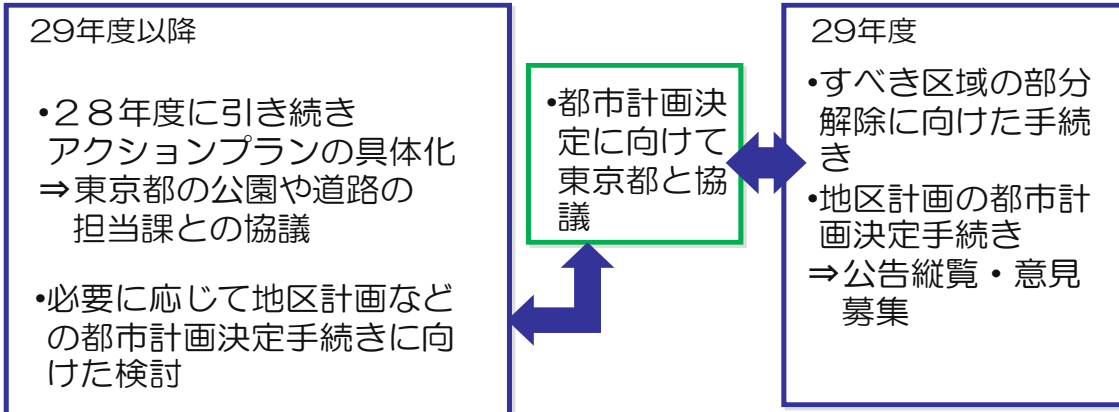 29年度以降
•２８年度に引き続き
アクションプランの具体化
⇒東京都の公園や道路の
担当課との協議
•必要に応じて地区計画など
の都市計画決定手続きに向
けた検討
•都市計画決
定に向けて
東京都と協
議
29年度
•すべき区域の部分
解除に向けた手続
き
•地区計画の都市計
画決定手続き
⇒公告縦覧・意見
募集